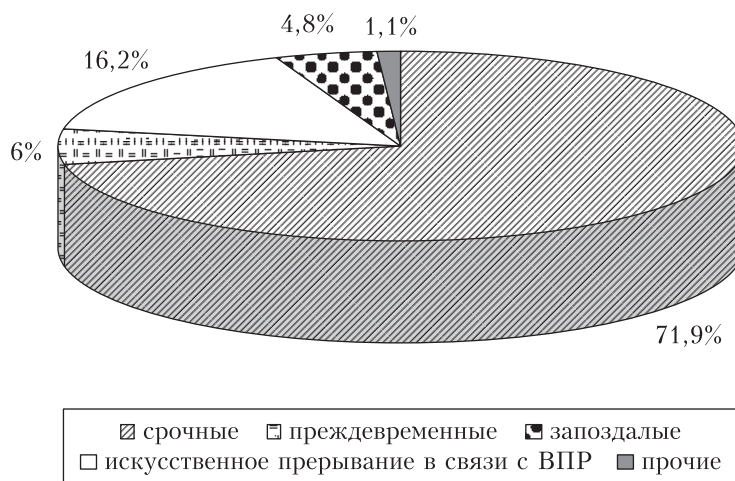 4,8% 1,1%
16,2%
6%
71,9%
срочные преждевременные запоздалые
искусственное прерывание в связи с ВПР прочие